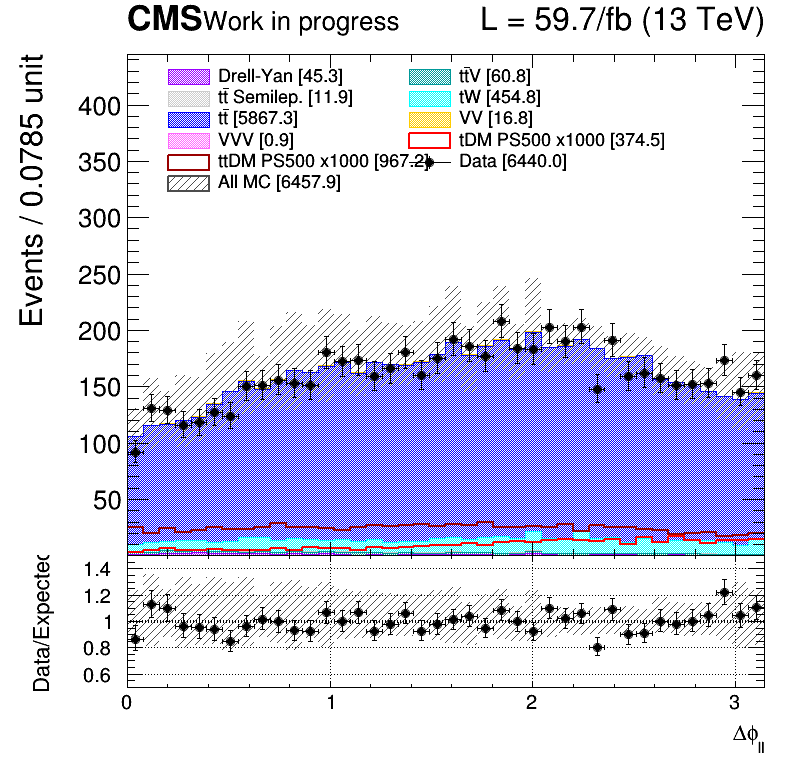 CMS Work in progress L = 59.7/fb (13 TeV)
Events / 0.0785 unit
400
350
300
250
200
150
100
50
Drell-Yan [45.3]
tt̄ Semilep. [11.9]
tt̄ [5867.3]
VVV [0.9]
ttDM PS500 x1000 [967.2]
All MC [6457.9]
tt̄V [60.8]
tW [454.8]
VV [16.8]
tDM PS500 x1000 [374.5]
Data [6440.0]
Data/Expected
1.4
1.2
1
0.8
0.6
0 1 2 3
Δϕ_ll